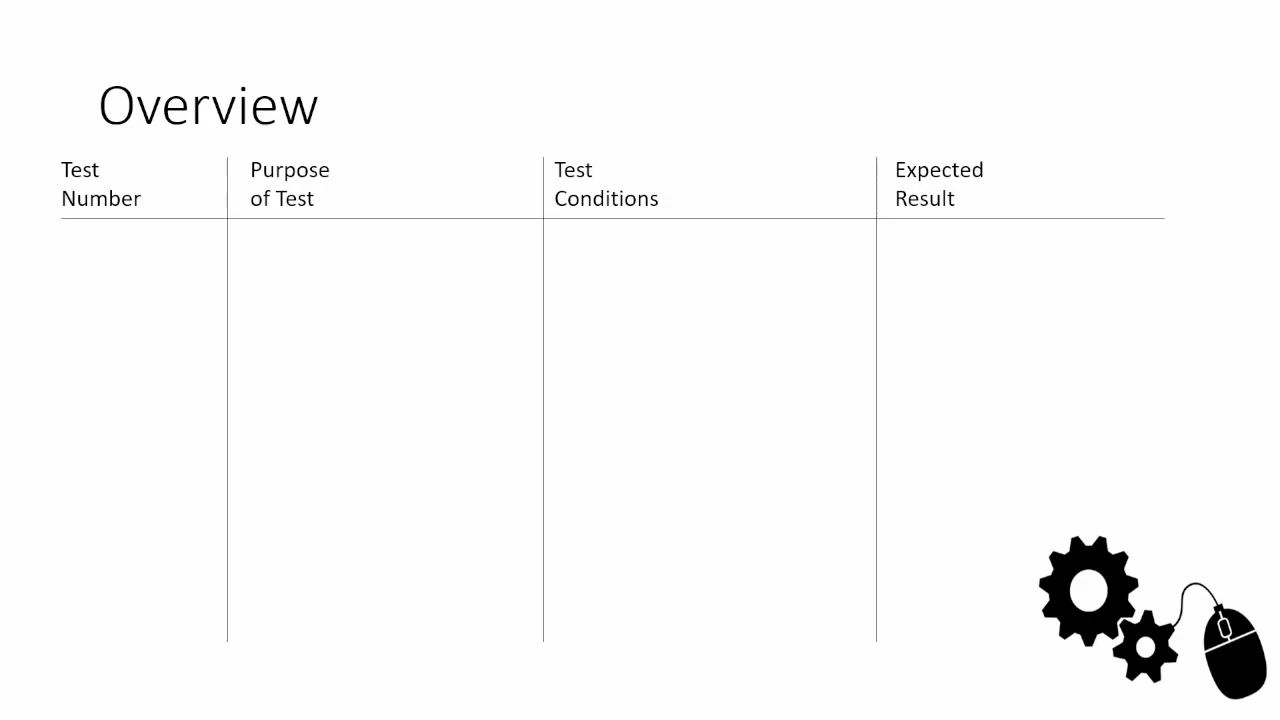 Overview
Test
Number
Purpose
of Test
Test
Conditions
Expected
Result